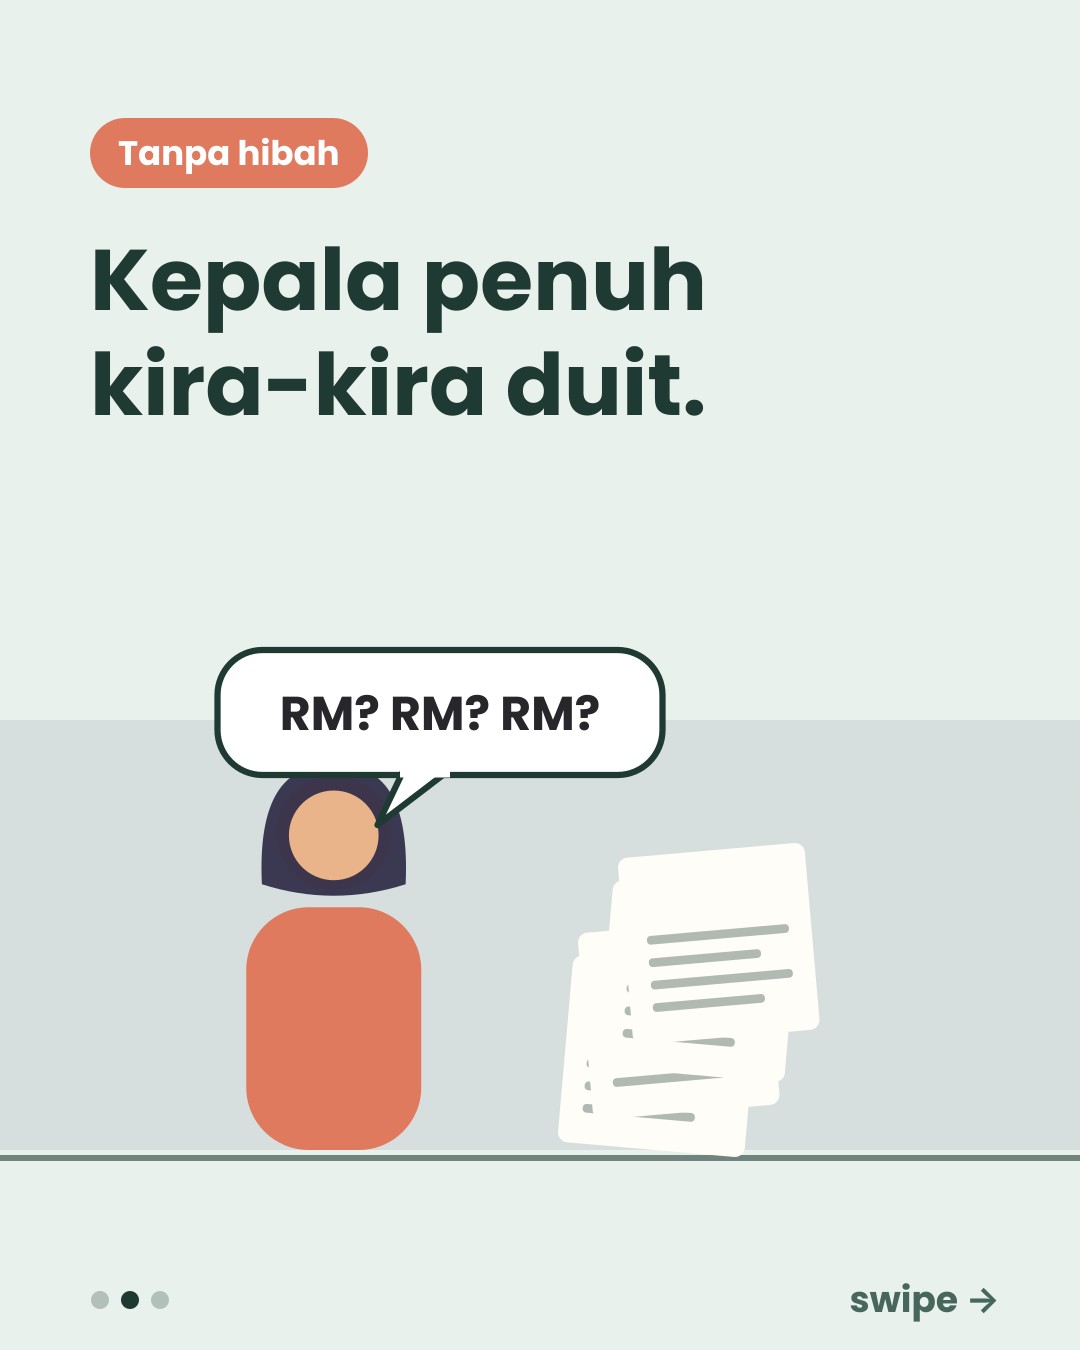 Tanpa hibah
Kepala penuh
kira-kira duit.
RM? RM? RM?
swipe →